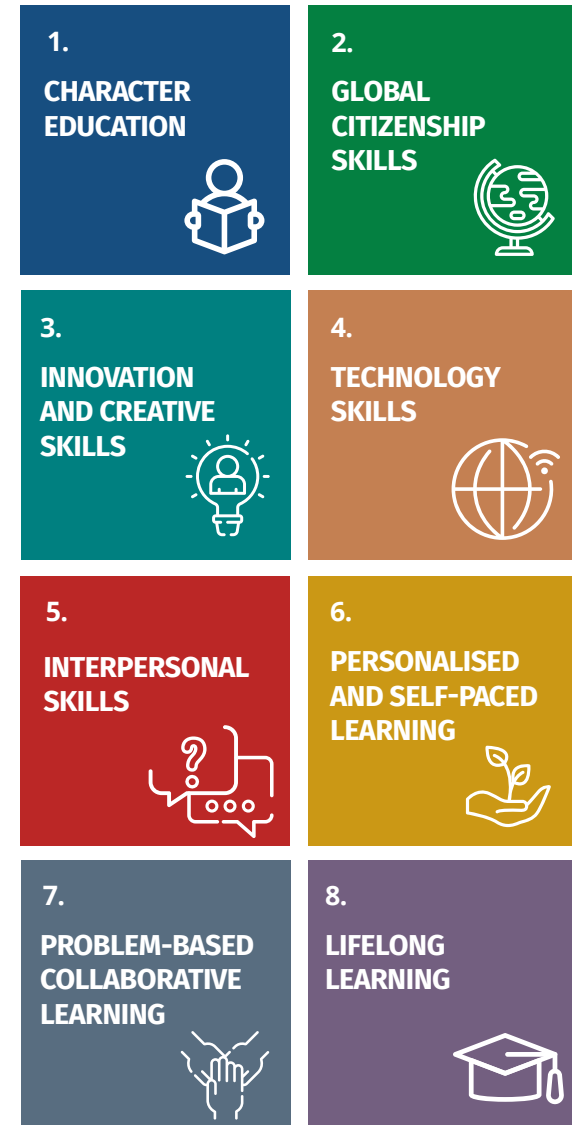 1.
CHARACTER
EDUCATION
2.
GLOBAL
CITIZENSHIP
SKILLS
3.
INNOVATION
AND CREATIVE
SKILLS
4.
TECHNOLOGY
SKILLS
5.
INTERPERSONAL
SKILLS
6.
PERSONALISED
AND SELF-PACED
LEARNING
7.
PROBLEM-BASED
COLLABORATIVE
LEARNING
8.
LIFELONG
LEARNING